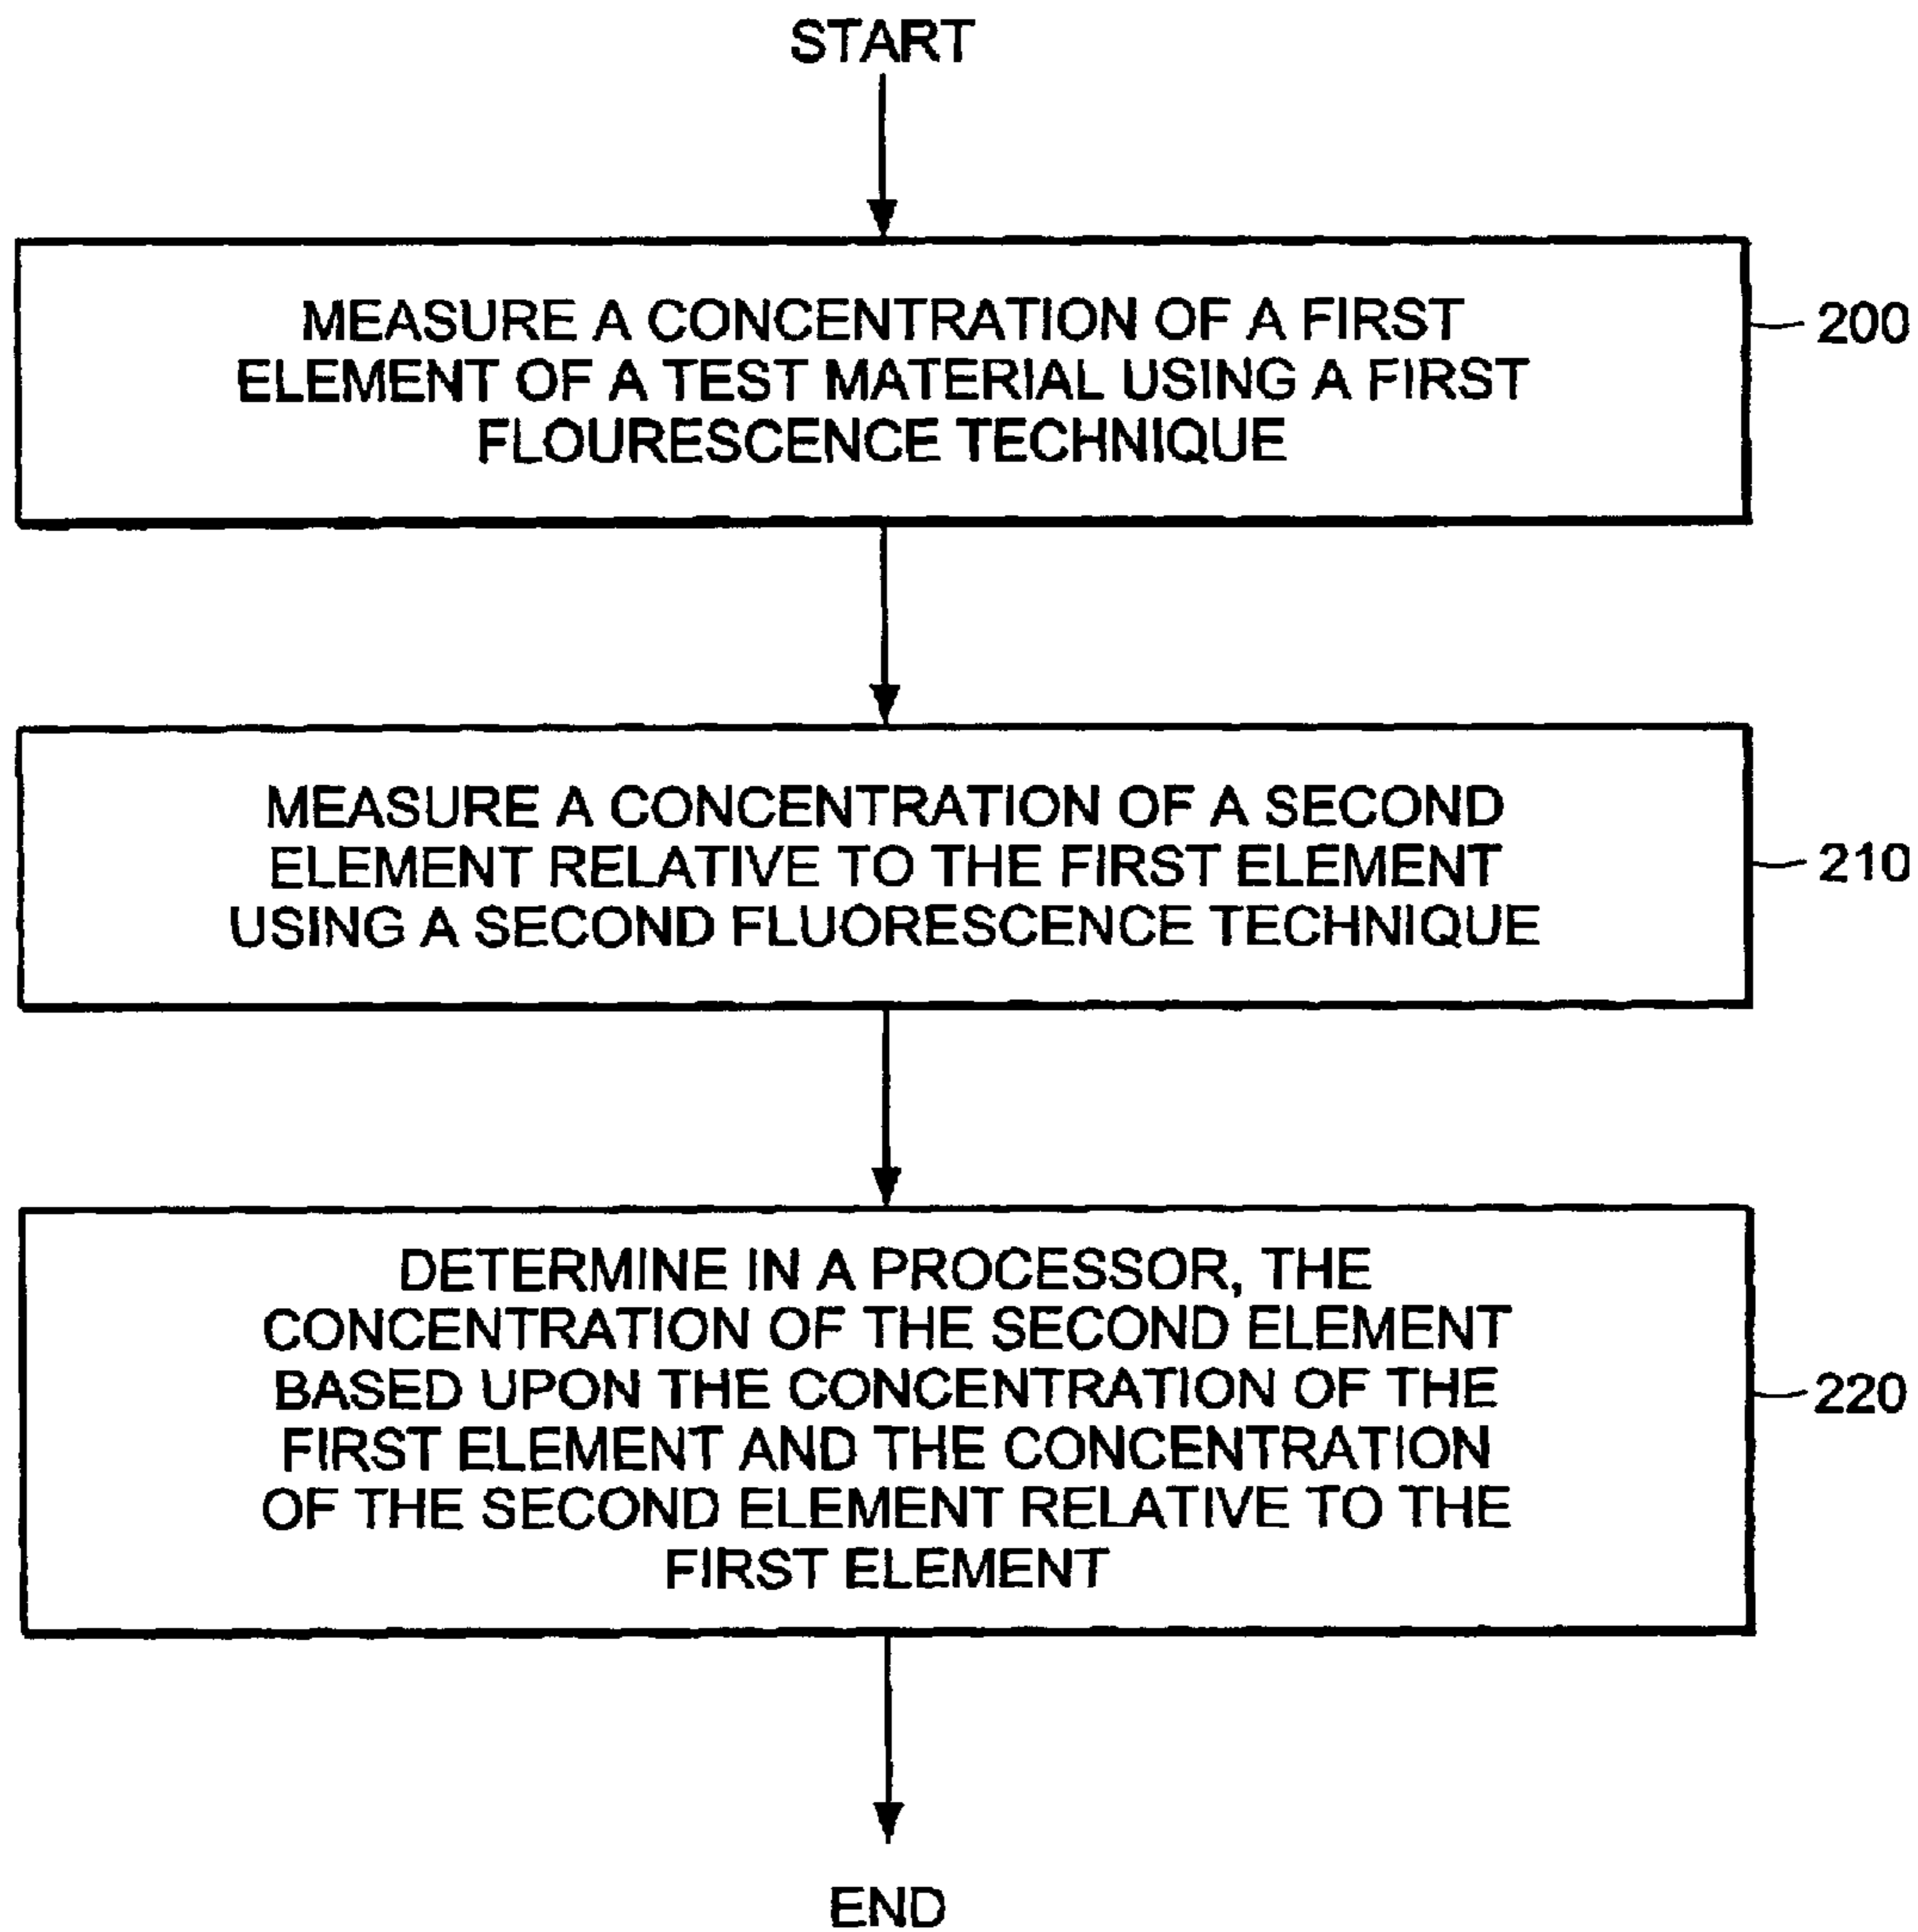 START
MEASURE A CONCENTRATION OF A FIRST
ELEMENT OF A TEST MATERIAL USING A FIRST
FLOURESCENCE TECHNIQUE
200
MEASURE A CONCENTRATION OF A SECOND
ELEMENT RELATIVE TO THE FIRST ELEMENT
USING A SECOND FLUORESCENCE TECHNIQUE
210
DETERMINE IN A PROCESSOR, THE
CONCENTRATION OF THE SECOND ELEMENT
BASED UPON THE CONCENTRATION OF THE
FIRST ELEMENT AND THE CONCENTRATION
OF THE SECOND ELEMENT RELATIVE TO THE
FIRST ELEMENT
220
END